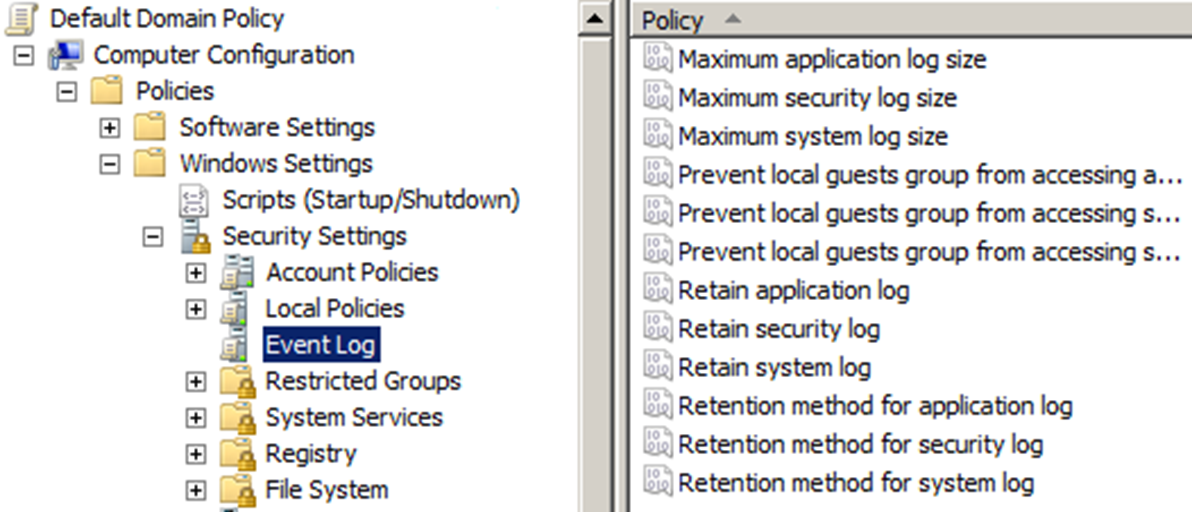 Default Domain Policy
Computer Configuration
Policies
Software Settings
Windows Settings
Scripts (Startup/Shutdown)
Security Settings
Account Policies
Local Policies
Event Log
Restricted Groups
System Services
Registry
File System
Policy
Maximum application log size
Maximum security log size
Maximum system log size
Prevent local guests group from accessing a...
Prevent local guests group from accessing s...
Prevent local guests group from accessing s...
Retain application log
Retain security log
Retain system log
Retention method for application log
Retention method for security log
Retention method for system log